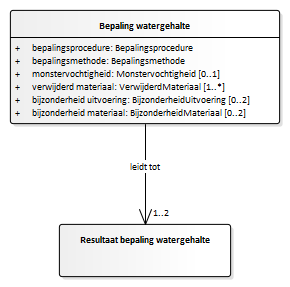 Bepaling watergehalte
+ bepalingsprocedure: Bepalingsprocedure
+ bepalingsmethode: Bepalingsmethode
+ monstervochtigheid: Monstervochtigheid [0..1]
+ verwijderd materiaal: VerwijderdMateriaal [1..*]
+ bijzonderheid uitvoering: BijzonderheidUitvoering [0..2]
+ bijzonderheid materiaal: BijzonderheidMateriaal [0..2]
leidt tot
1..2
Resultaat bepaling watergehalte